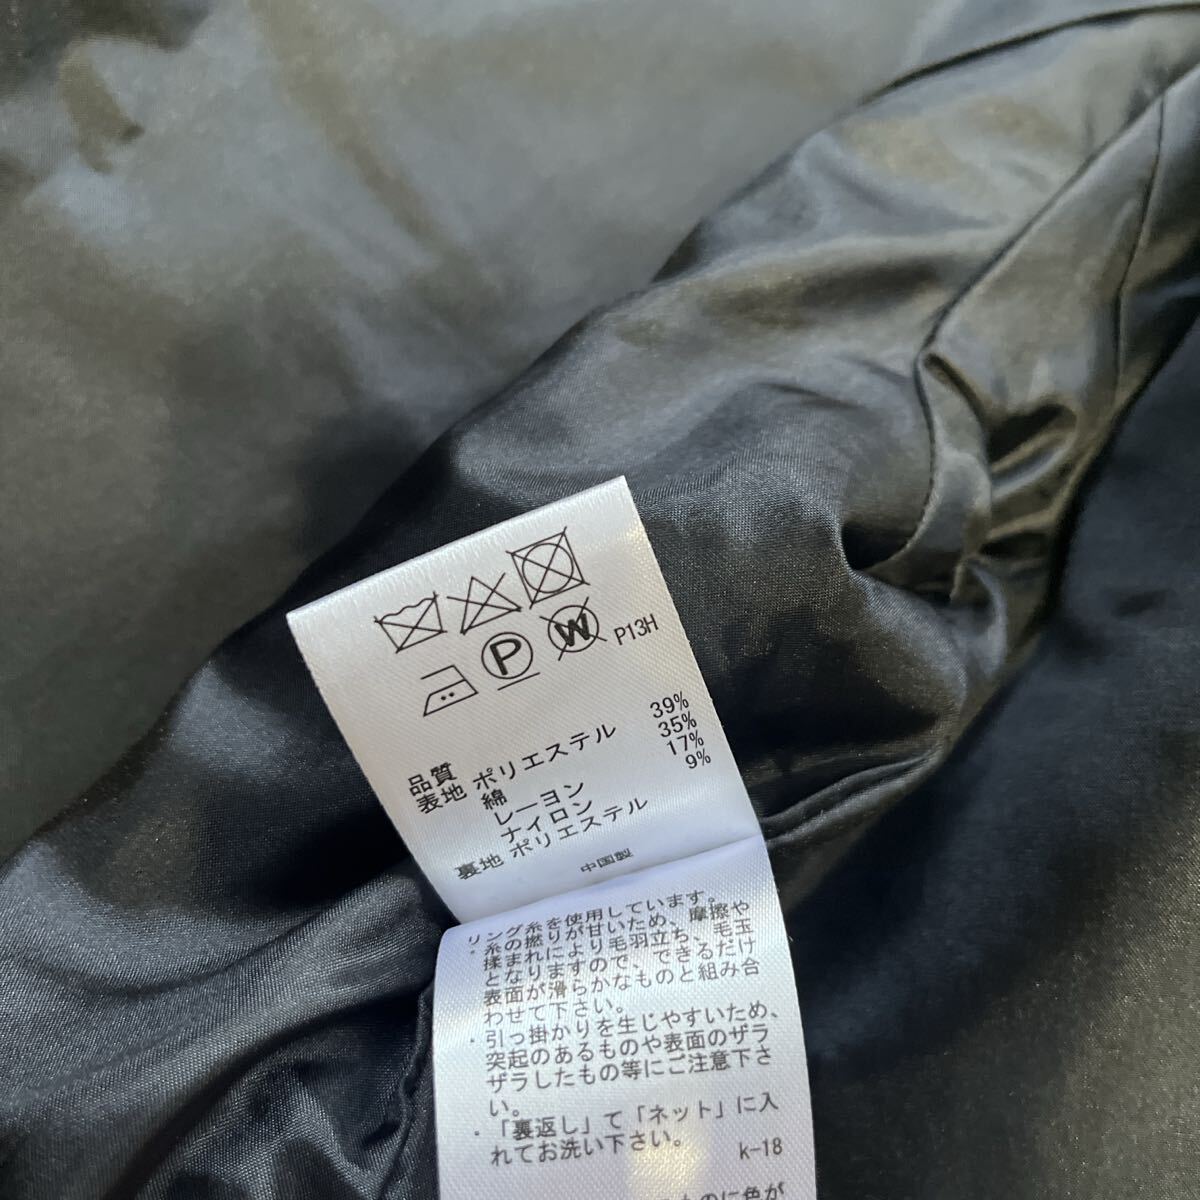 P W P13H
品質
表地 ポリエステル 39%
綿 35%
レーヨン 17%
ナイロン 9%
裏地 ポリエステル
中国製
リング糸を使用しています。
・糸の撚りが甘いため、摩擦や
揉まれにより毛羽立ち、毛玉
となりますので、できるだけ
表面が滑らかなものと組み合
わせて下さい。
・引っ掛かりを生じやすいため、
突起のあるものや表面のザラ
ザラしたもの等にご注意下さ
い。
・「裏返し」て「ネット」に入
れてお洗い下さい。
k-18
ものに色が